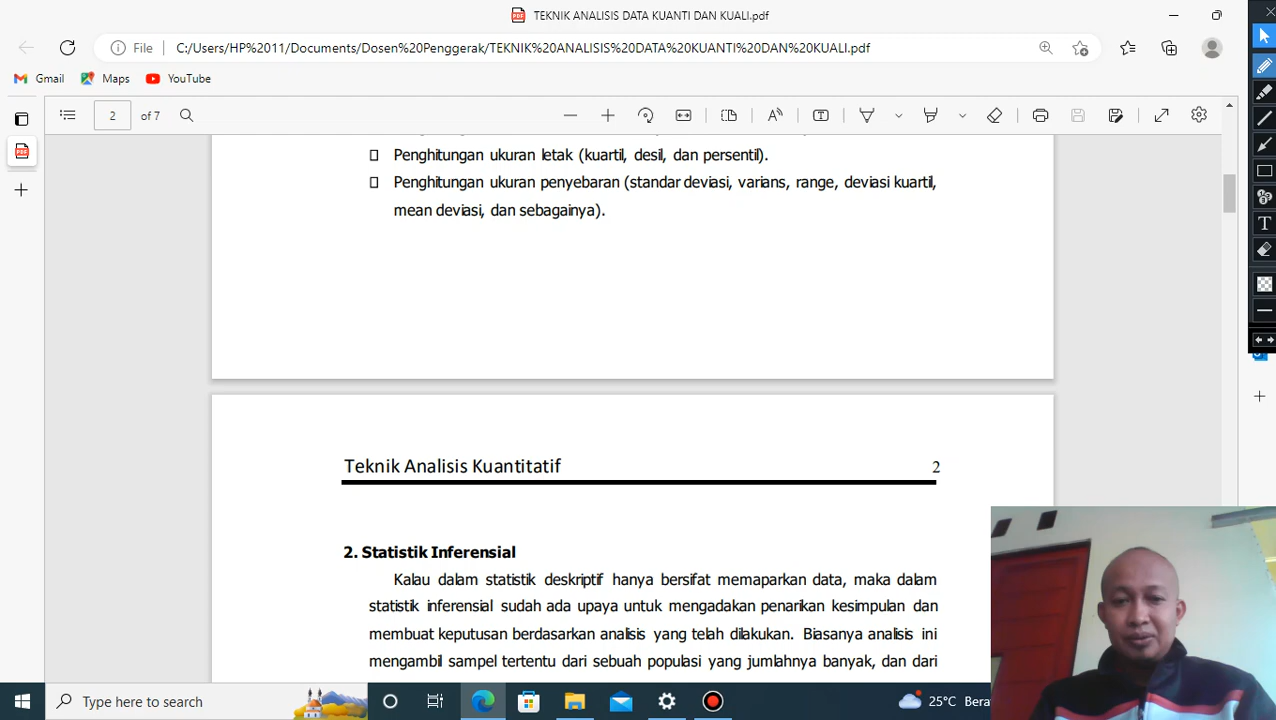 TEKNIK ANALISIS DATA KUANTI DAN KUALI.pdf
File
C:/Users/HP%2011/Documents/Dosen%20Penggerak/TEKNIK%20ANALISIS%20DATA%20KUANTI%20DAN%20KUALI.pdf
Gmail
Maps
YouTube
2 of 7
Penghitungan ukuran letak (kuartil, desil, dan persentil).
Penghitungan ukuran penyebaran (standar deviasi, varians, range, deviasi kuartil,
mean deviasi, dan sebagainya).
Teknik Analisis Kuantitatif 2
2. Statistik Inferensial
Kalau dalam statistik deskriptif hanya bersifat memaparkan data, maka dalam
statistik inferensial sudah ada upaya untuk mengadakan penarikan kesimpulan dan
membuat keputusan berdasarkan analisis yang telah dilakukan. Biasanya analisis ini
mengambil sampel tertentu dari sebuah populasi yang jumlahnya banyak, dan dari
Type here to search
25°C Bera